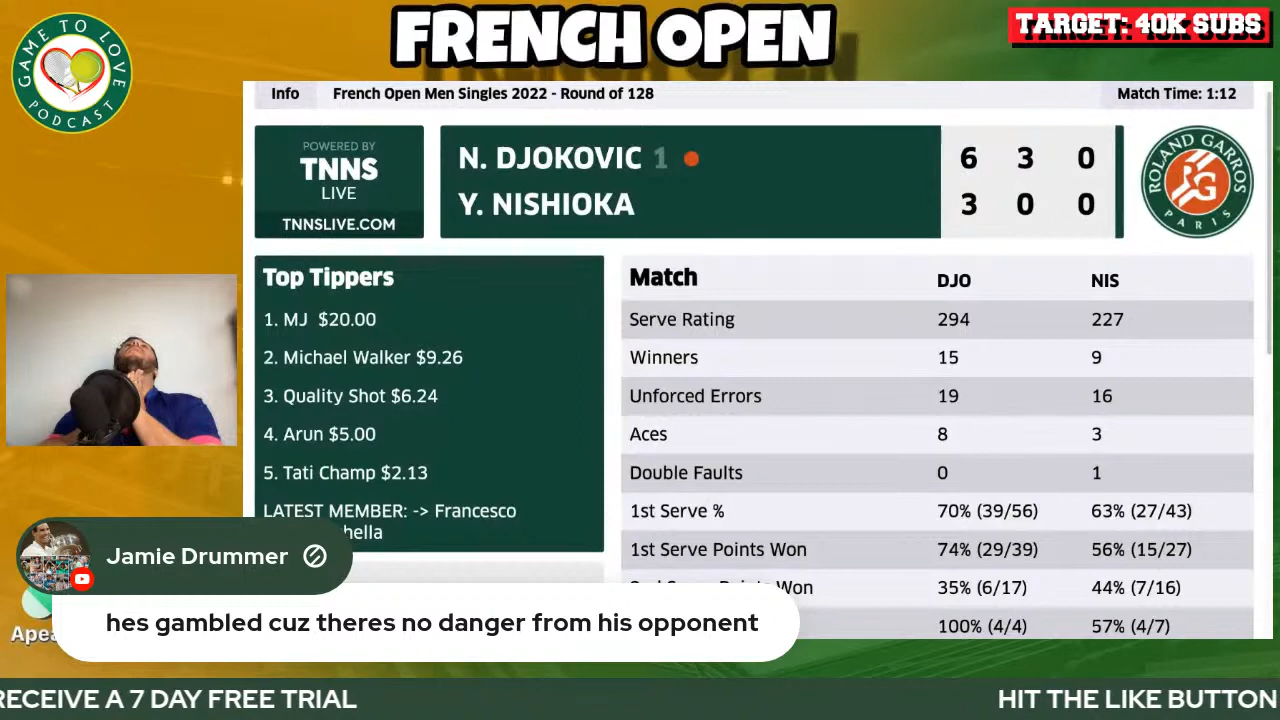 GAME TO LOVE
PODCAST
FRENCH OPEN
TARGET: 40K SUBS
Info French Open Men Singles 2022 - Round of 128 Match Time: 1:12
POWERED BY
TNNS
LIVE
TNNSLIVE.COM
N. DJOKOVIC 1 6 3 0
Y. NISHIOKA 3 0 0
ROLAND GARROS
RG
PARIS
Top Tippers
1. MJ $20.00
2. Michael Walker $9.26
3. Quality Shot $6.24
4. Arun $5.00
5. Tati Champ $2.13
LATEST MEMBER: -> Francesco
hella
Match DJO NIS
Serve Rating 294 227
Winners 15 9
Unforced Errors 19 16
Aces 8 3
Double Faults 0 1
1st Serve % 70% (39/56) 63% (27/43)
1st Serve Points Won 74% (29/39) 56% (15/27)
Won 35% (6/17) 44% (7/16)
100% (4/4) 57% (4/7)
Jamie Drummer
hes gambled cuz theres no danger from his opponent
RECEIVE A 7 DAY FREE TRIAL HIT THE LIKE BUTTON